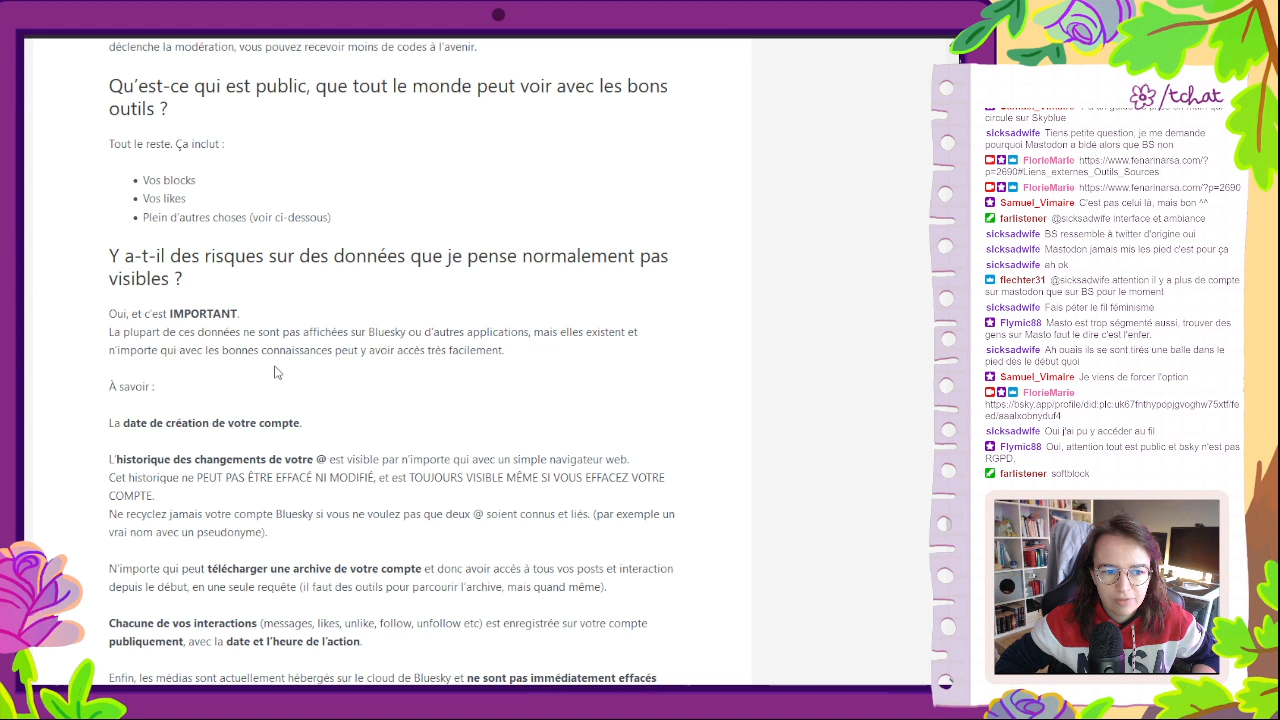 déclenche la modération, vous pouvez recevoir moins de codes à l'avenir.
Qu'est-ce qui est public, que tout le monde peut voir avec les bons
outils ?
Tout le reste. Ça inclut :
• Vos blocks
• Vos likes
• Plein d'autres choses (voir ci-dessous)
Y a-t-il des risques sur des données que je pense normalement pas
visibles ?
Oui, et c'est IMPORTANT.
La plupart de ces données ne sont pas affichées sur Bluesky ou d'autres applications, mais elles existent et
n'importe qui avec les bonnes connaissances peut y avoir accès très facilement.
À savoir :
La date de création de votre compte.
L'historique des changements de votre @ est visible par n'importe qui avec un simple navigateur web.
Cet historique ne PEUT PAS ÊTRE EFFACÉ NI MODIFIÉ, et est TOUJOURS VISIBLE MÊME SI VOUS EFFACEZ VOTRE
COMPTE.
Ne recyclez jamais votre compte Bluesky si vous ne voulez pas que deux @ soient connus et liés. (par exemple un
vrai nom avec un pseudonyme).
N'importe qui peut télécharger une archive de votre compte et donc avoir accès à tous vos posts et interaction
depuis le début, en une seule requête (il faut des outils pour parcourir l'archive, mais quand même).
Chacune de vos interactions (messages, likes, unlike, follow, unfollow etc) est enregistrée sur votre compte
publiquement, avec la date et l'heure de l'action.
Enfin, les médias sont actuellement hébergés sur le cloud de Bluesky et ne sont pas immédiatement effacés
/tchat
circule sur Skyblue
sicksadwife Tiens petite question, je me demande
pourquoi Mastodon a bidé alors que BS non
FlorieMarie https://www.fenarinarsa.com/?
p=2690#Liens_externes_Outils_Sources
FlorieMarie https://www.fenarinarsa.com/?p=2690
Samuel_Vimaire C'est pas celui là, mais bon ^^
farlistener @sicksadwife interface et ambiance
sicksadwife BS ressemble à twitter d'origine oui
sicksadwife Mastodon jamais mis les pied c'est pour ça
sicksadwife ah ok
flechter31 @sicksadwife attention il y a plus de compte
sur mastodon que sur BS pour le moment
sicksadwife Fais péter le fil féminisme
Flymic88 Masto est trop ségmenté aussi, trouver des
gens sur Masto faut le dire c'est l'enfer.
sicksadwife Ah ouais ils se sont tirés une balle dans le
pied dès le début quoi
Samuel_Vimaire Je viens de forcer l'option
FlorieMarie
sicksadwife Oui j'ai pu y accéder au fil
Flymic88 Oui, attention tout est public et bsky n'est pas
RGPD.
farlistener softblock